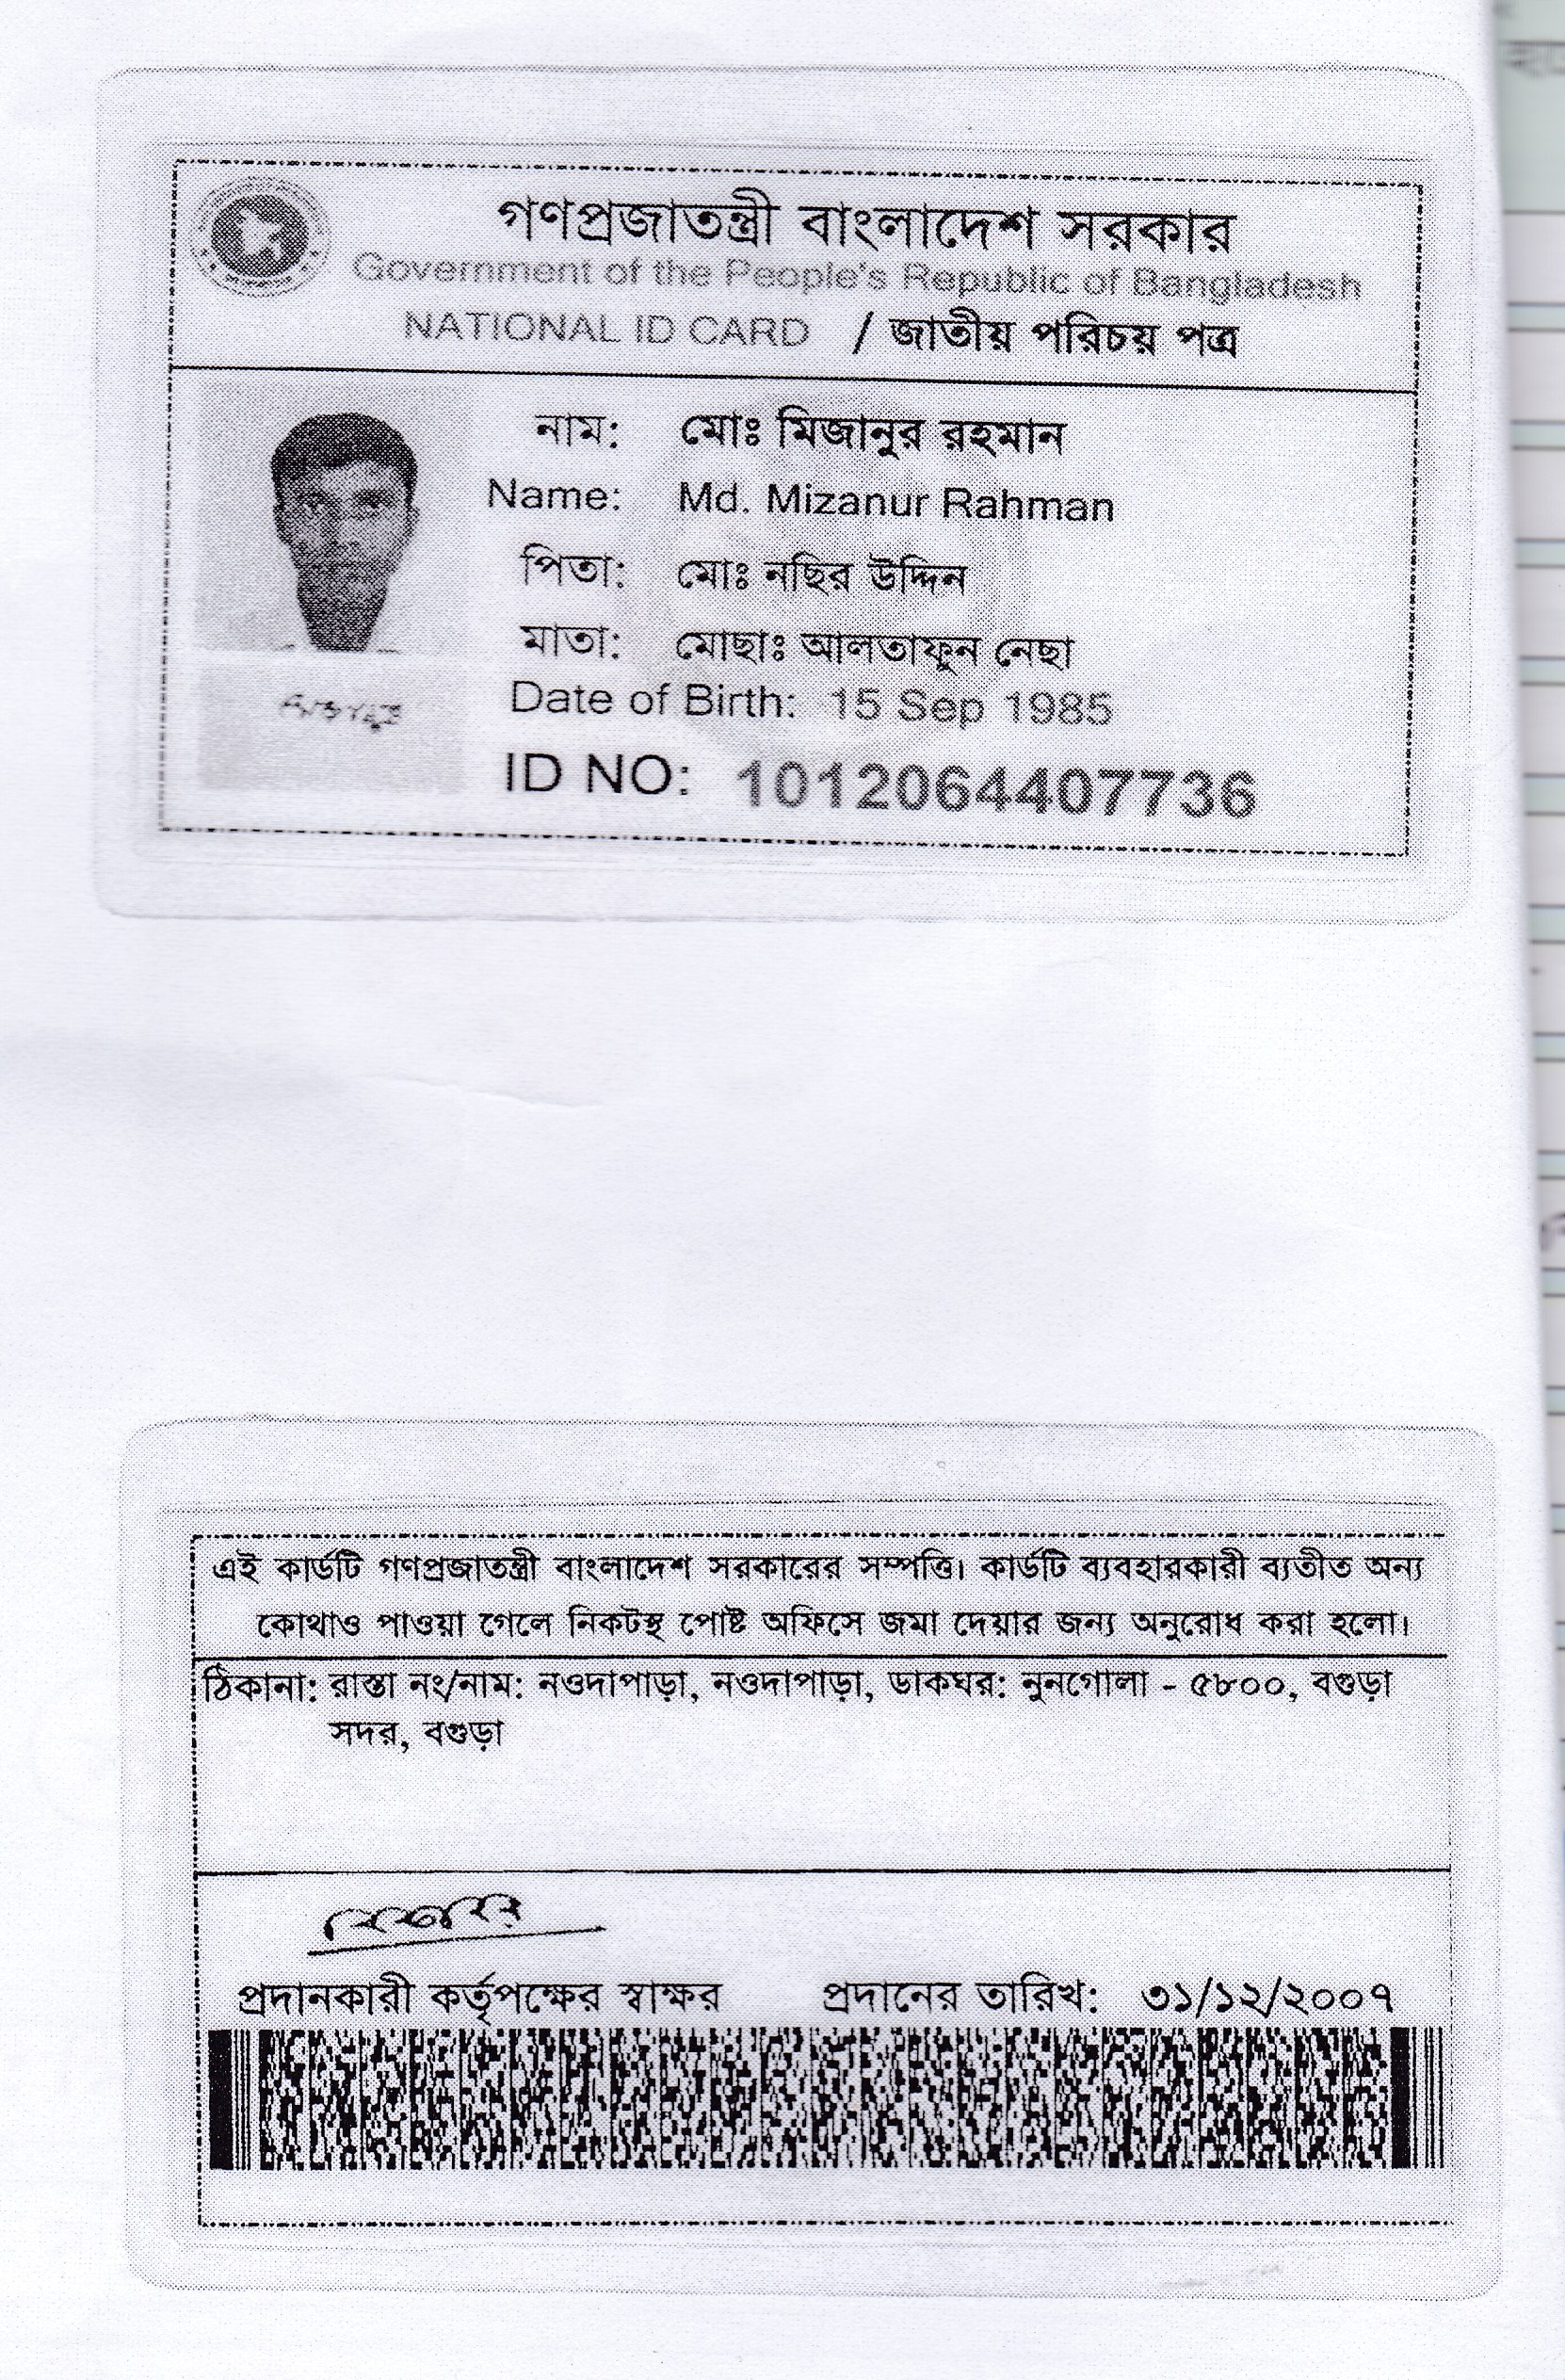 গণপ্রজাতন্ত্রী বাংলাদেশ সরকার
Government of the People's Republic of Bangladesh
NATIONAL ID CARD / জাতীয় পরিচয় পত্র
নাম: মোঃ মিজানুর রহমান
Name: Md. Mizanur Rahman
পিতা: মোঃ নছির উদ্দিন
মাতা: মোছাঃ আলতাফুন নেছা
Date of Birth: 15 Sep 1985
ID NO: 1012064407736
এই কার্ডটি গণপ্রজাতন্ত্রী বাংলাদেশ সরকারের সম্পত্তি। কার্ডটি ব্যবহারকারী ব্যতীত অন্য
কোথাও পাওয়া গেলে নিকটস্থ পোষ্ট অফিসে জমা দেয়ার জন্য অনুরোধ করা হলো।
ঠিকানা: রাস্তা নং/নাম: নওদাপাড়া, নওদাপাড়া, ডাকঘর: নুনগোলা - ৫৮০০, বগুড়া
সদর, বগুড়া
প্রদানকারী কর্তৃপক্ষের স্বাক্ষর প্রদানের তারিখ: ৩১/১২/২০০৭